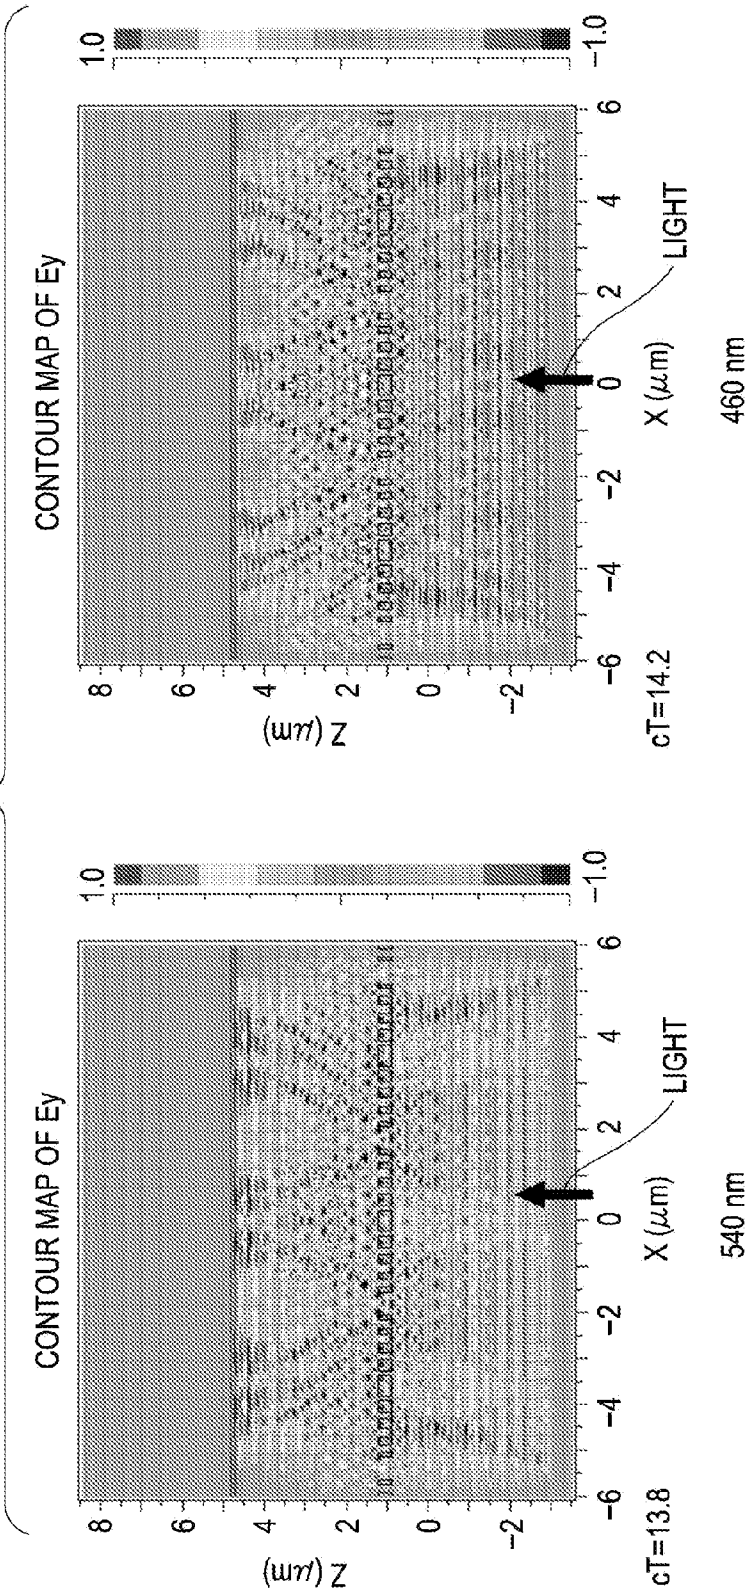 CONTOUR MAP OF Ey
1.0
−1.0
Z (μm)
8
6
4
2
0
−2
−6
−4
−2
0
2
4
6
X (μm)
LIGHT
cT=13.8
540 nm
CONTOUR MAP OF Ey
1.0
−1.0
Z (μm)
8
6
4
2
0
−2
−6
−4
−2
0
2
4
6
X (μm)
LIGHT
cT=14.2
460 nm